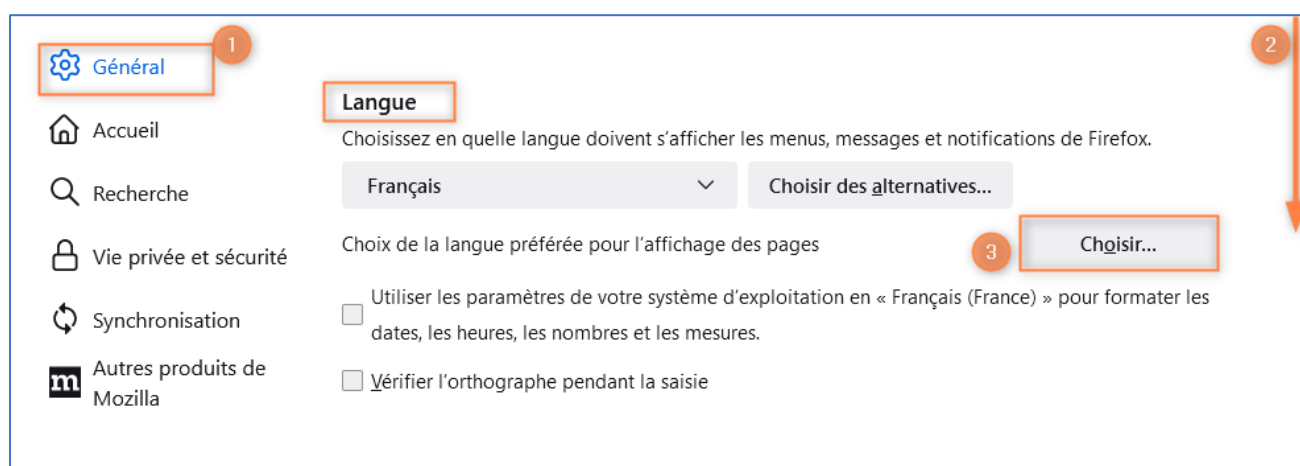 1
2
Général
Langue
Accueil
Choisissez en quelle langue doivent s’afficher les menus, messages et notifications de Firefox.
Français
Choisir des alternatives...
Recherche
Choix de la langue préférée pour l’affichage des pages
3
Choisir...
Vie privée et sécurité
Utiliser les paramètres de votre système d’exploitation en « Français (France) » pour formater les
dates, les heures, les nombres et les mesures.
Synchronisation
Vérifier l’orthographe pendant la saisie
m
Autres produits de
Mozilla